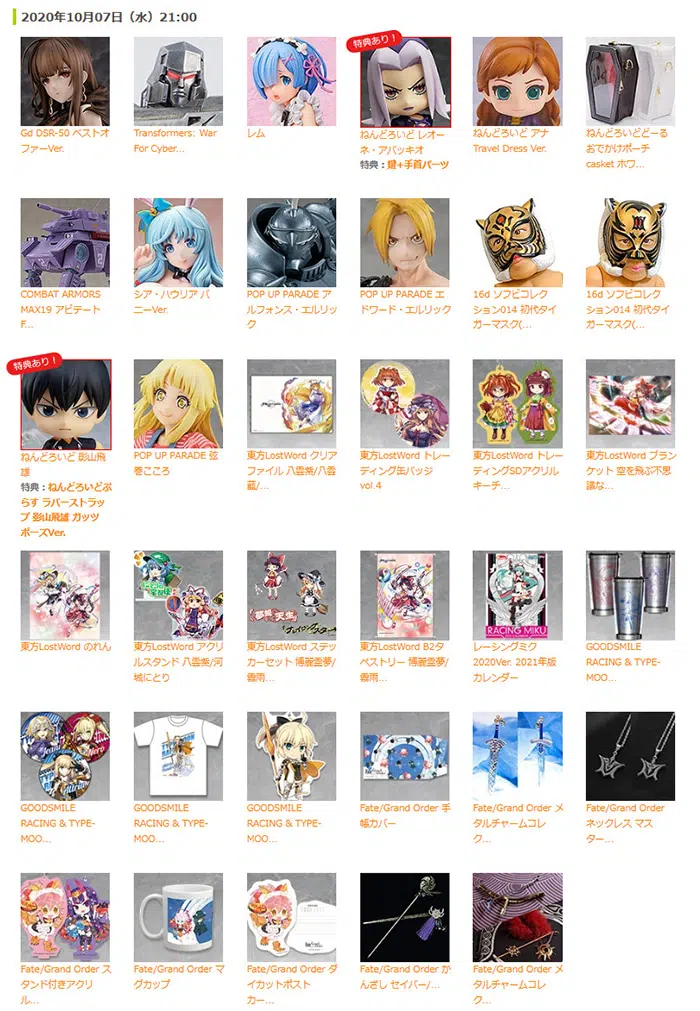 2020年10月07日（水）21:00
Gd DSR-50 ベストオ
ファーVer.
Transformers: War
For Cyber...
レム
特典あり！
ねんどろいど レオー
ネ・アバッキオ
特典：鍵+手首パーツ
ねんどろいど アナ
Travel Dress Ver.
ねんどろいどどーる
おでかけポーチ
casket ホワ...
COMBAT ARMORS
MAX19 アビテート
F...
シア・ハウリア バ
ニーVer.
POP UP PARADE ア
ルフォンス・エルリッ
ク
POP UP PARADE エ
ドワード・エルリック
16d ソフビコレク
ション014 初代タイ
ガーマスク(...
16d ソフビコレク
ション014 初代タイ
ガーマスク(...
特典あり！
ねんどろいど 影山飛
雄
特典：ねんどろいどぷ
らす ラバーストラッ
プ 影山飛雄 ガッツ
ポーズVer.
POP UP PARADE 弦
巻こころ
東方LostWord クリア
ファイル 八雲紫/八雲
藍/...
東方LostWord トレー
ディング缶バッジ
vol.4
東方LostWord トレー
ディングSDアクリル
キーチ...
東方LostWord ブラン
ケット 空を飛ぶ不思
議な...
東方LostWord のれん
東方LostWord アクリ
ルスタンド 八雲紫/河
城にとり
夢想天生
東方LostWord ステッ
カーセット 博麗霊夢/
霧雨...
東方LostWord B2タ
ペストリー 博麗霊夢/
霧雨...
RACING MIKU
レーシングミク
2020Ver. 2021年版
カレンダー
GOODSMILE
RACING & TYPE-
MOO...
GOODSMILE
RACING & TYPE-
MOO...
GOODSMILE
RACING & TYPE-
MOO...
GOODSMILE
RACING & TYPE-
MOO...
Fate/Grand Order 手
帳カバー
Fate/Grand Order メ
タルチャームコレ
ク...
Fate/Grand Order
ネックレス マス
ター...
Fate/Grand Order ス
タンド付きアクリ
ル...
Fate/Grand Order マ
グカップ
Fate/Grand Order ダ
イカットポスト
カー...
Fate/Grand Order か
んざし セイバー/...
Fate/Grand Order メ
タルチャームコレ
ク...